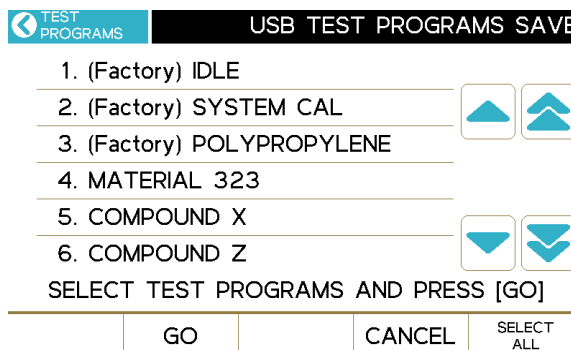 TEST
PROGRAMS
USB TEST PROGRAMS SAVE
1. (Factory) IDLE
2. (Factory) SYSTEM CAL
3. (Factory) POLYPROPYLENE
4. MATERIAL 323
5. COMPOUND X
6. COMPOUND Z
SELECT TEST PROGRAMS AND PRESS [GO]
GO
CANCEL
SELECT
ALL